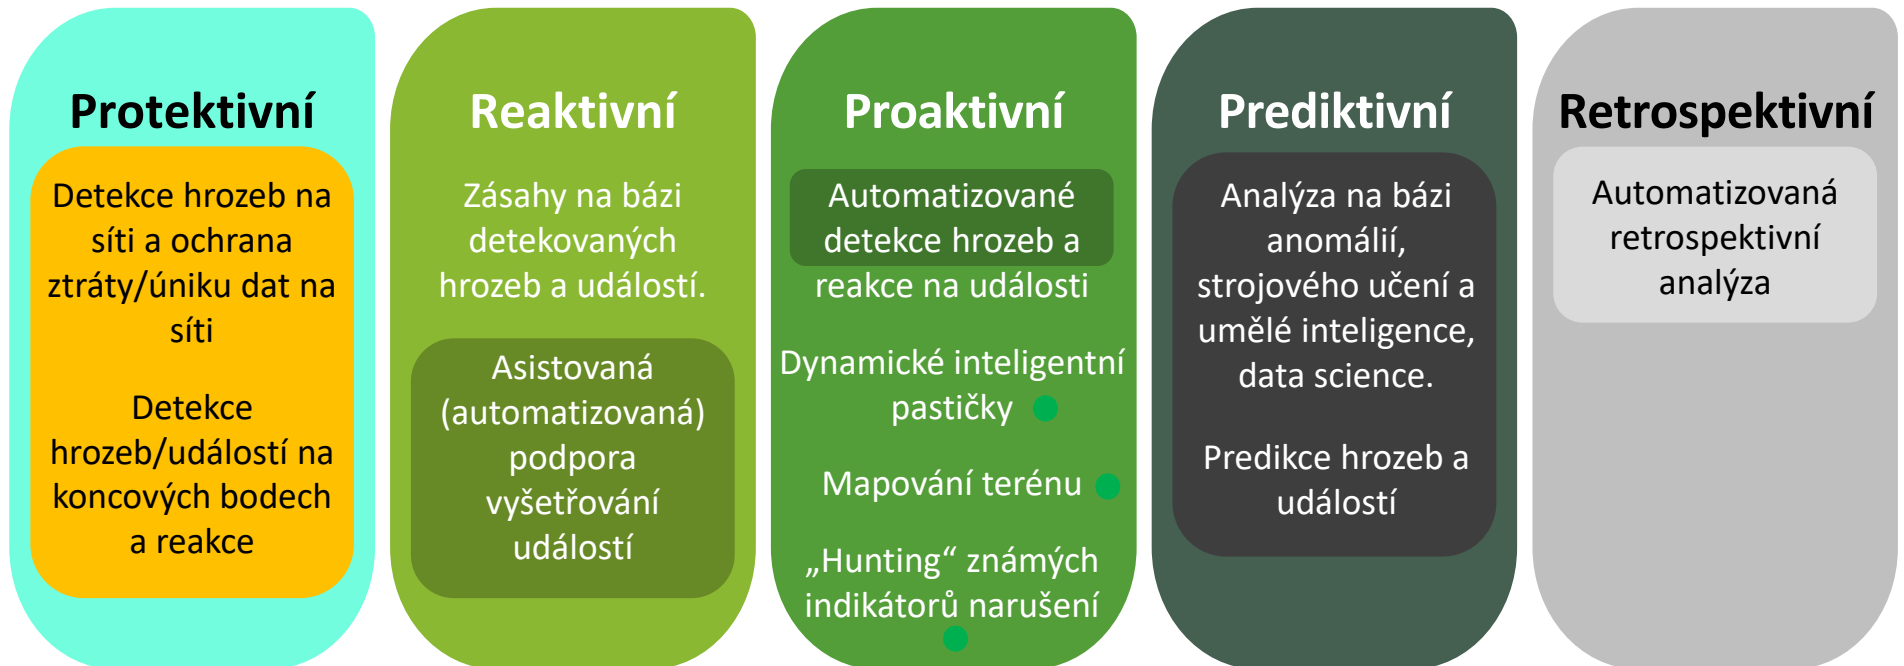 Protektivní
Detekce hrozeb na
síti a ochrana
ztráty/úniku dat na
síti
Detekce
hrozeb/událostí na
koncových bodech
a reakce
Reaktivní
Zásahy na bázi
detekovaných
hrozeb a událostí.
Asistovaná
(automatizovaná)
podpora
vyšetřování
událostí
Proaktivní
Automatizované
detekce hrozeb a
reakce na události
Dynamické inteligentní
pastičky
Mapování terénu
„Hunting“ známých
indikátorů narušení
Prediktivní
Analýza na bázi
anomálií,
strojového učení a
umělé inteligence,
data science.
Predikce hrozeb a
událostí
Retrospektivní
Automatizovaná
retrospektivní
analýza